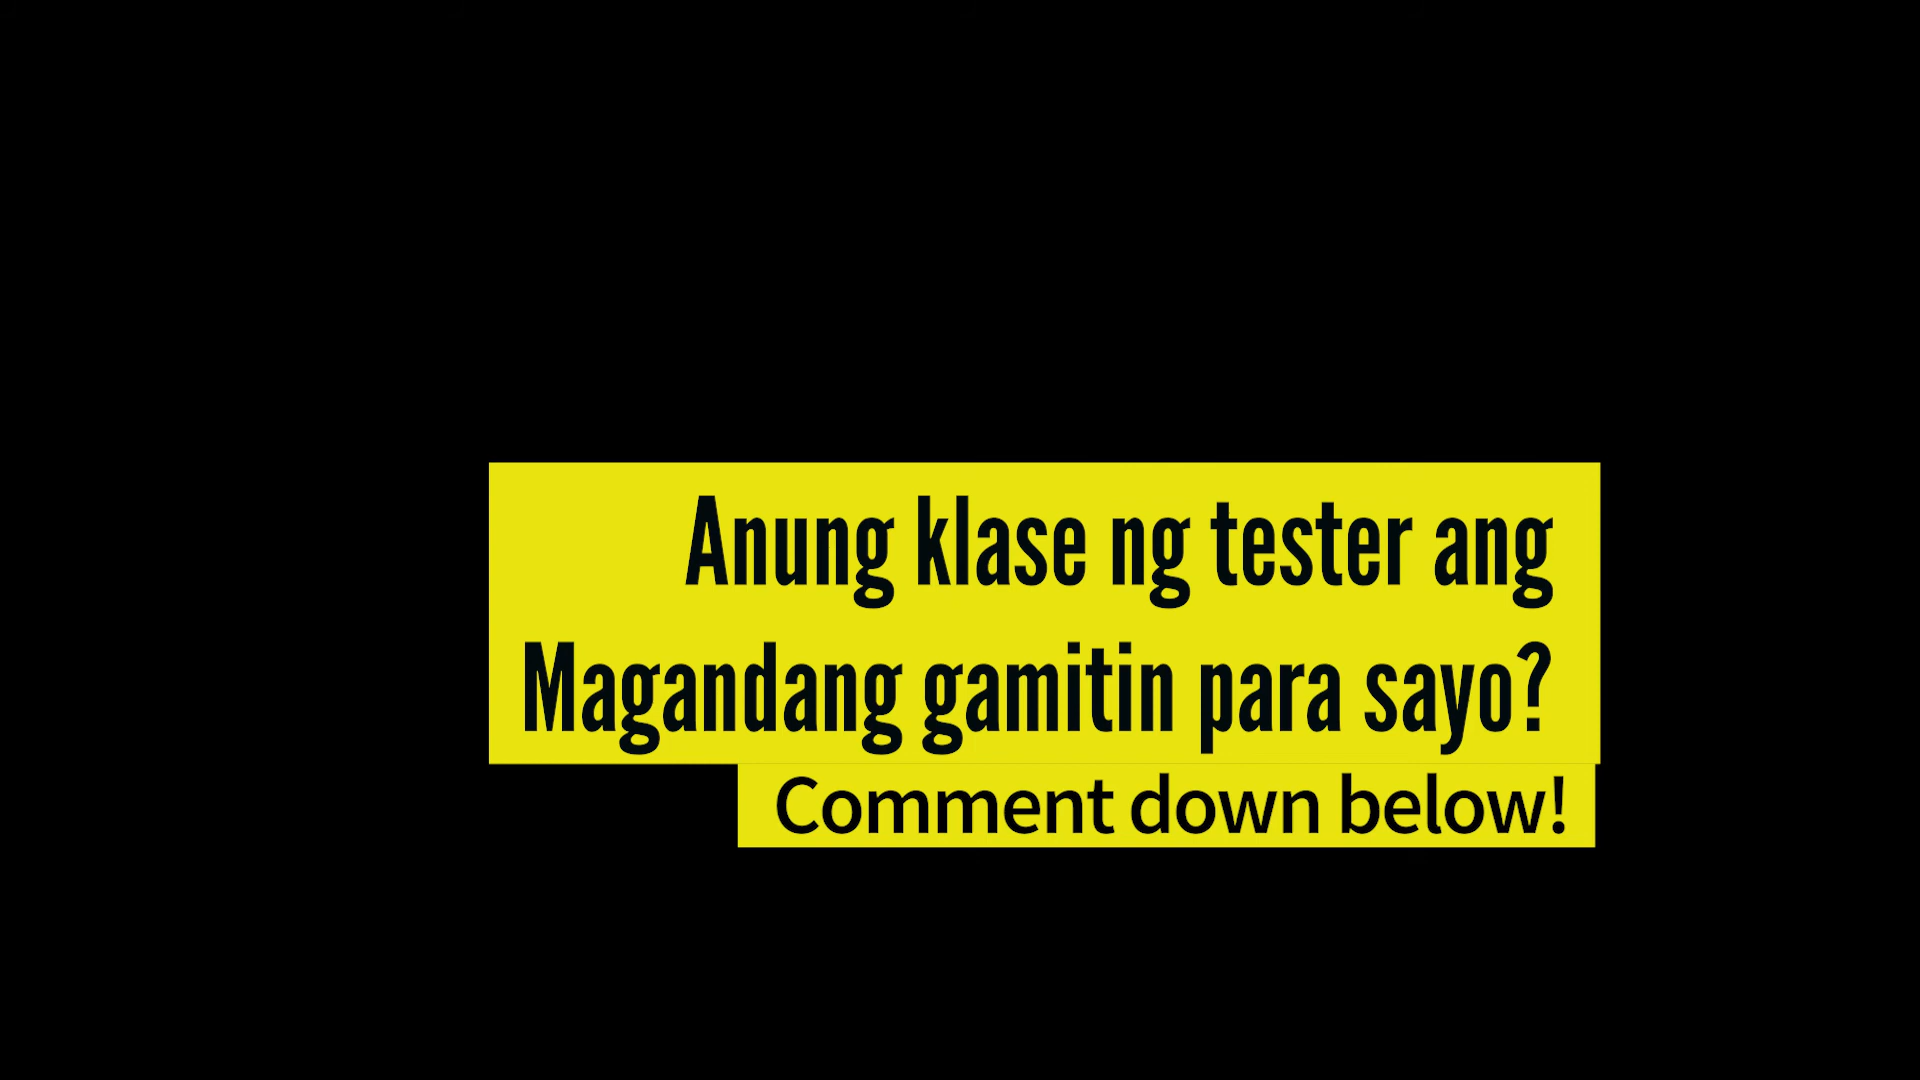 Anung klase ng tester ang
Magandang gamitin para sayo?
Comment down below!